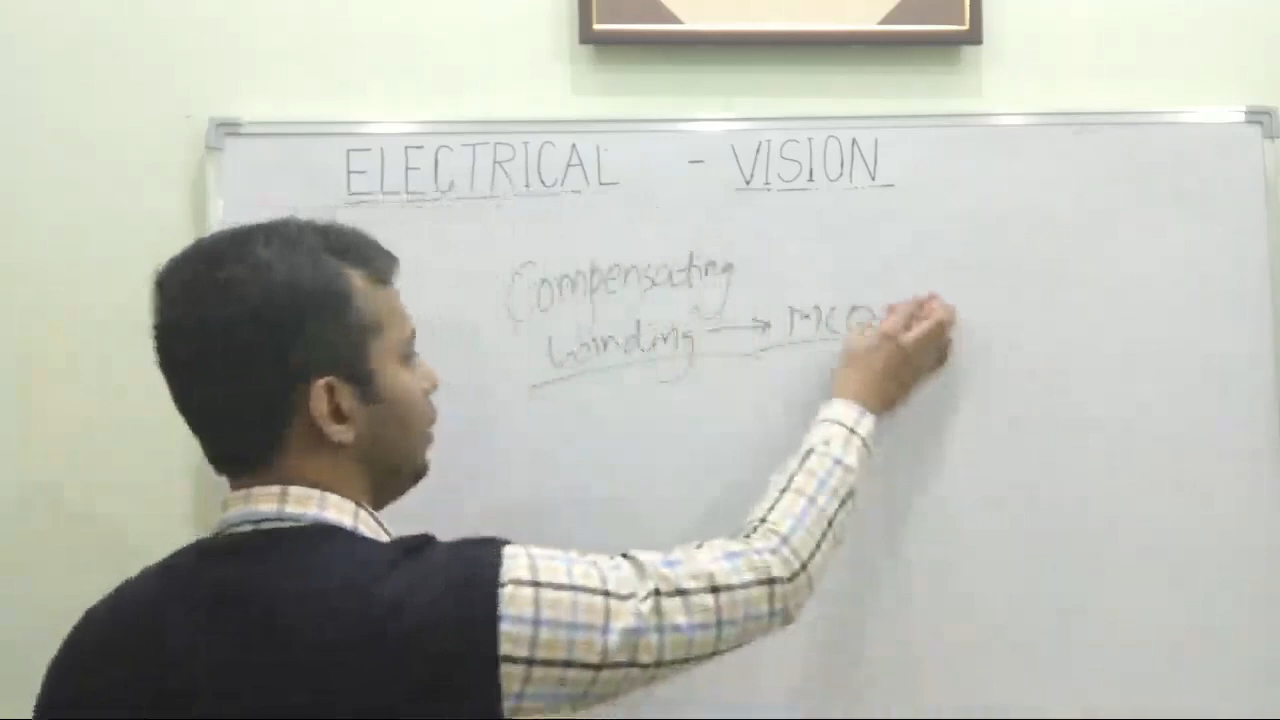 ELECTRICAL - VISION
Compensating
winding → MCQ